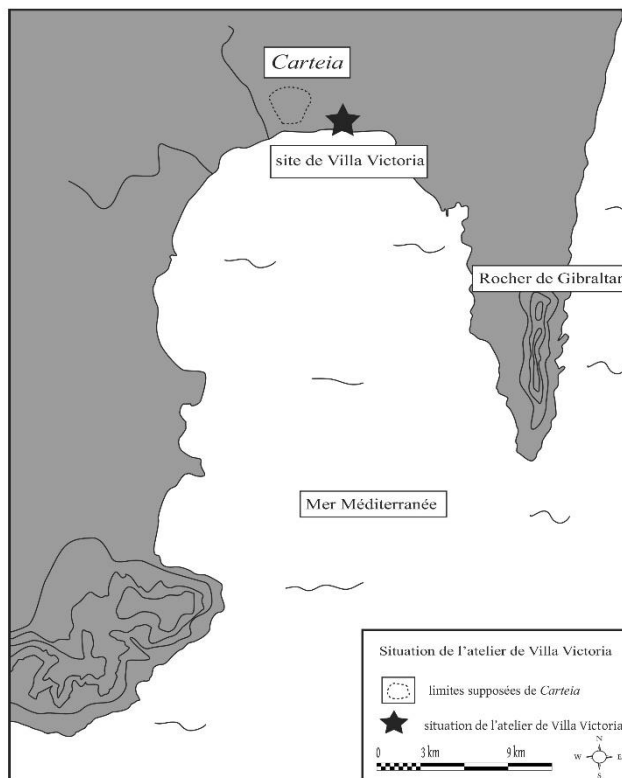 Carteia
site de Villa Victoria
Rocher de Gibraltar
Mer Méditerranée
Situation de l'atelier de Villa Victoria
limites supposées de Carteia
situation de l'atelier de Villa Victoria
0 3 km 9 km
N
W E
S